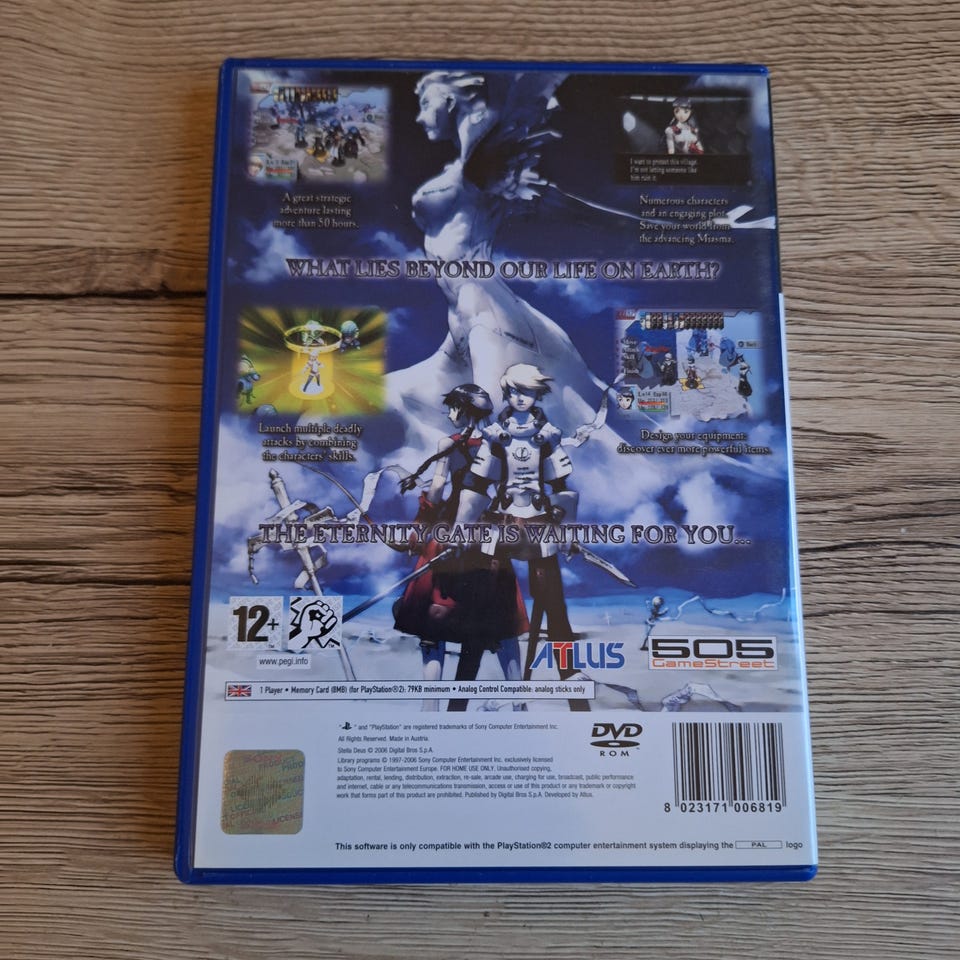 I want to protect this village.
I'm not letting someone like
him ruin it.
A great strategic
adventure lasting
more than 50 hours.
Numerous characters
and an engaging plot.
Save your world from
the advancing Miasma.
WHAT LIES BEYOND OUR LIFE ON EARTH?
Move
Attack
Skill
Launch multiple deadly
attacks by combining
the characters' skills.
Design your equipment:
discover ever more powerful items.
THE ETERNITY GATE IS WAITING FOR YOU...
12+
TM
TM
www.pegi.info
ATLUS
505
GameStreet
1 Player • Memory Card (8MB) (for PlayStation®2): 79KB minimum • Analog Control Compatible: analog sticks only
" " and "PlayStation" are registered trademarks of Sony Computer Entertainment Inc.
All Rights Reserved. Made in Austria.
Stella Deus © 2006 Digital Bros S.p.A.
Library programs © 1997-2006 Sony Computer Entertainment Inc. exclusively licensed
to Sony Computer Entertainment Europe. FOR HOME USE ONLY. Unauthorised copying,
adaptation, rental, lending, distribution, extraction, re-sale, arcade use, charging for use, broadcast, public performance
and internet, cable or any telecommunications transmission, access or use of this product or any trademark or copyright
work that forms part of this product are prohibited. Published by Digital Bros S.p.A. Developed by Atlus.
DVD
ROM
8 023171 006819
This software is only compatible with the PlayStation®2 computer entertainment system displaying the PAL logo